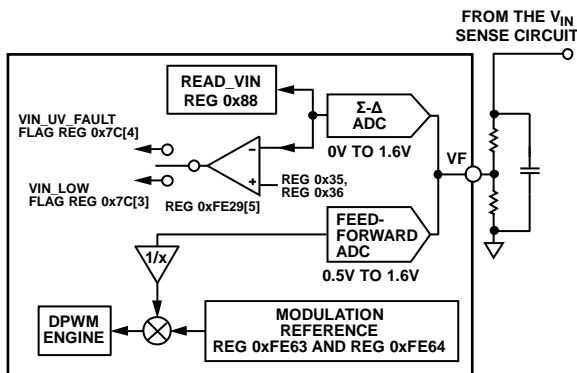 FROM THE VIN
SENSE CIRCUIT
READ_VIN
REG 0x88
Σ-Δ
ADC
0V TO 1.6V
VIN_UV_FAULT
FLAG REG 0x7C[4]
VIN_LOW
FLAG REG 0x7C[3]
−
+
REG 0x35,
REG 0x36
REG 0xFE29[5]
VF
FEED-
FORWARD
ADC
0.5V TO 1.6V
1/x
DPWM
ENGINE
MODULATION
REFERENCE
REG 0xFE63 AND REG 0xFE64